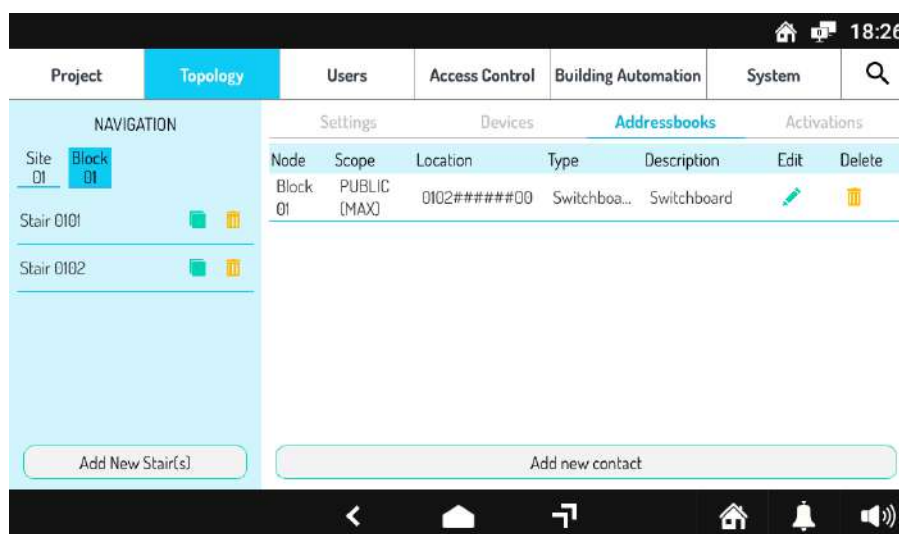 18:26
Project Topology Users Access Control Building Automation System
NAVIGATION Settings Devices Addressbooks Activations
Site 01 Block 01
Node Scope Location Type Description Edit Delete
Block 01 PUBLIC (MAX) 0102######00 Switchboa... Switchboard
Stair 0101
Stair 0102
Add New Stair(s) Add new contact